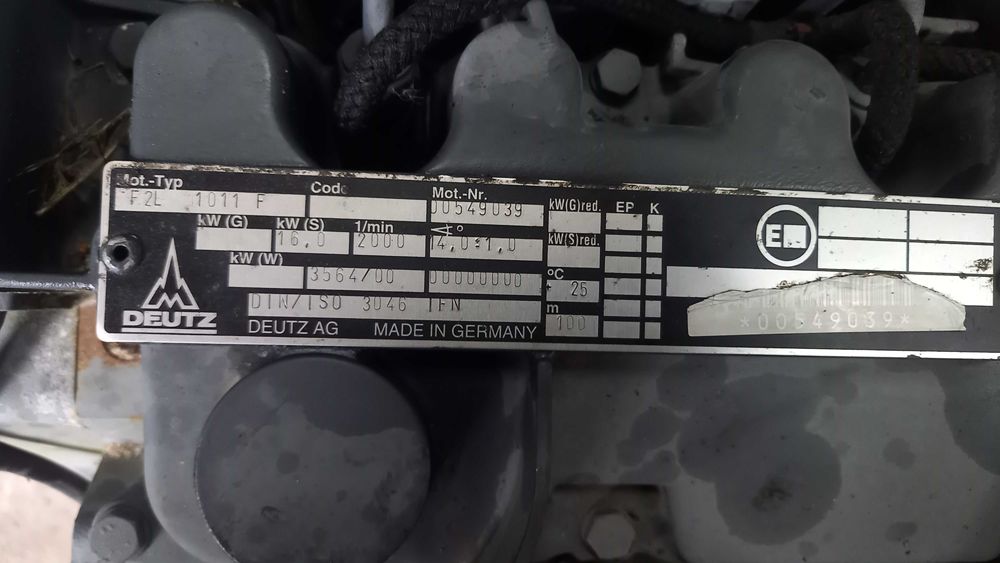 Mot.-Typ Code Mot.-Nr. kW(G)red. EP K
F2L 1011 F 00549039
kW (G) kW (S) 1/min kW(S)red. E
16,0 2000 14,0±1,0
kW (W) °C
3564/00 00000000 + 25
DIN/ISO 3046 IFN m
DEUTZ DEUTZ AG MADE IN GERMANY 100
*00549039*